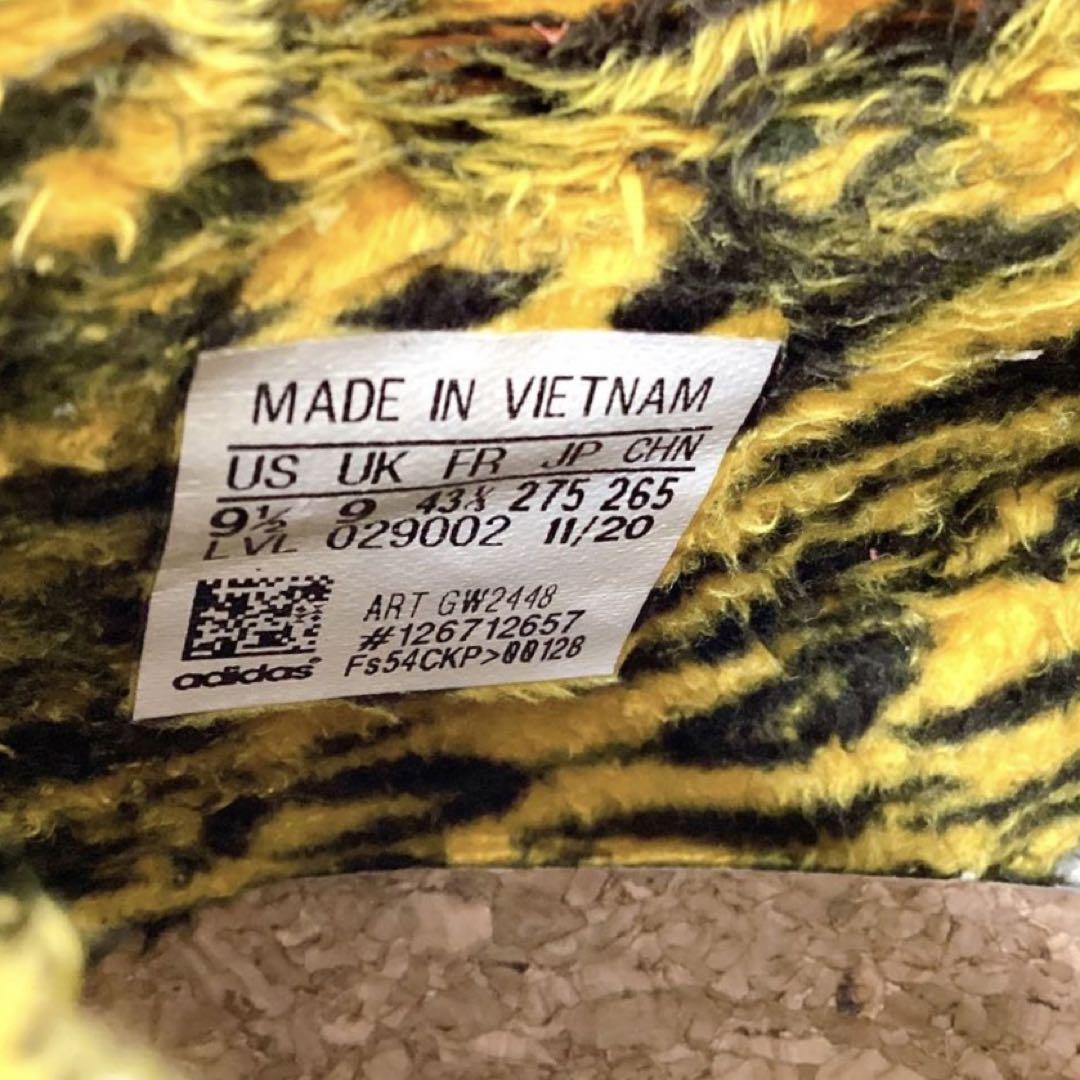 MADE IN VIETNAM
US UK FR JP CHN
9½ 9 43⅓ 275 265
LVL 029002 11/20
ART GW2448
#126712657
Fs54CKP>00128
adidas